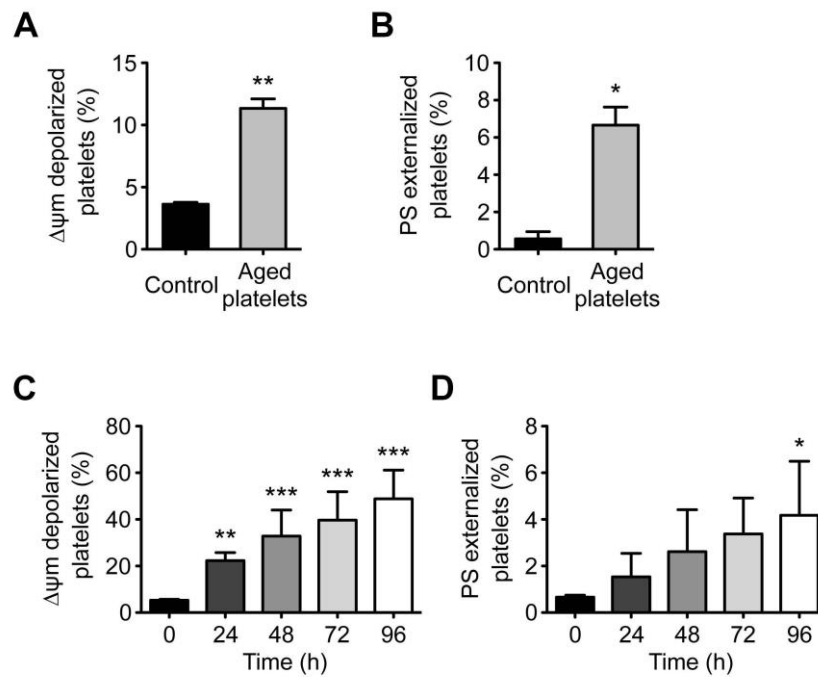 A
Δψm depolarized
platelets (%)
15
10
5
0
**
Control
Aged
platelets
B
PS externalized
platelets (%)
10
8
6
4
2
0
*
Control
Aged
platelets
C
Δψm depolarized
platelets (%)
80
60
40
20
0
**
***
***
***
0 24 48 72 96
Time (h)
D
PS externalized
platelets (%)
8
6
4
2
0
*
0 24 48 72 96
Time (h)